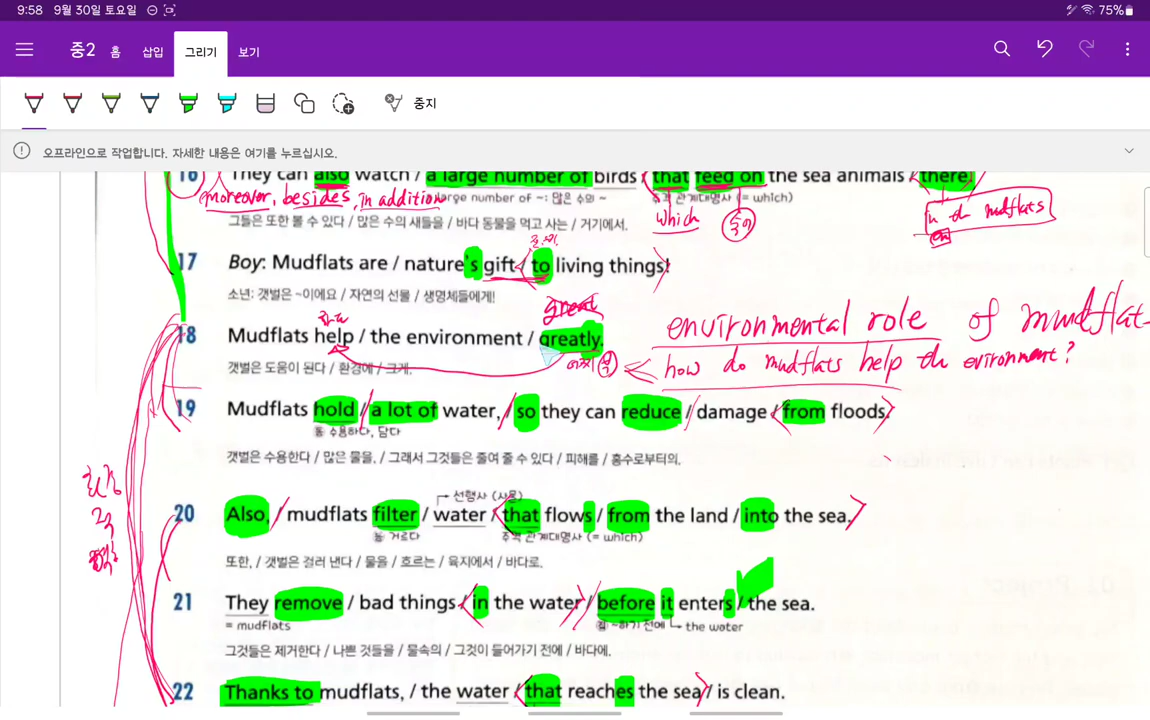 9:58 9월 30일 토요일 75%
중2 홈 삽입 그리기 보기
중지
오프라인으로 작업합니다. 자세한 내용은 여기를 누르십시오.
16 They can also watch / a large number of birds / that feed on the sea animals / there.
moreover, besides, in addition large number of ~: 많은 수의 ~ 주격 관계대명사 (= which)
which 속어 in th mudflats
on
그들은 또한 볼 수 있다 / 많은 수의 새들을 / 바다 동물을 먹고 사는 / 거기에서.
17 Boy: Mudflats are / nature's gift / to living things!
소년: 갯벌은 ~이에요 / 자연의 선물 / 생명체들에게!
great
18 Mudflats help / the environment / greatly.
environmental role of mudflat
갯벌은 도움이 된다 / 환경에 / 크게.
how do mudflats help th evironment?
19 Mudflats hold / a lot of water, / so they can reduce / damage / from floods.
동 수용하다, 담다
갯벌은 수용한다 / 많은 물을, / 그래서 그것들은 줄여 줄 수 있다 / 피해를 / 홍수로부터의.
선행사 (사물)
20 Also, / mudflats filter / water / that flows / from the land / into the sea.
동 거르다 주격 관계대명사 (= which)
또한, / 갯벌은 걸러 낸다 / 물을 / 흐르는 / 육지에서 / 바다로.
21 They remove / bad things / in the water / before it enters / the sea.
= mudflats 접 ~하기 전에 the water
그것들은 제거한다 / 나쁜 것들을 / 물속의 / 그것이 들어가기 전에 / 바다에.
22 Thanks to mudflats, / the water / that reaches the sea / is clean.